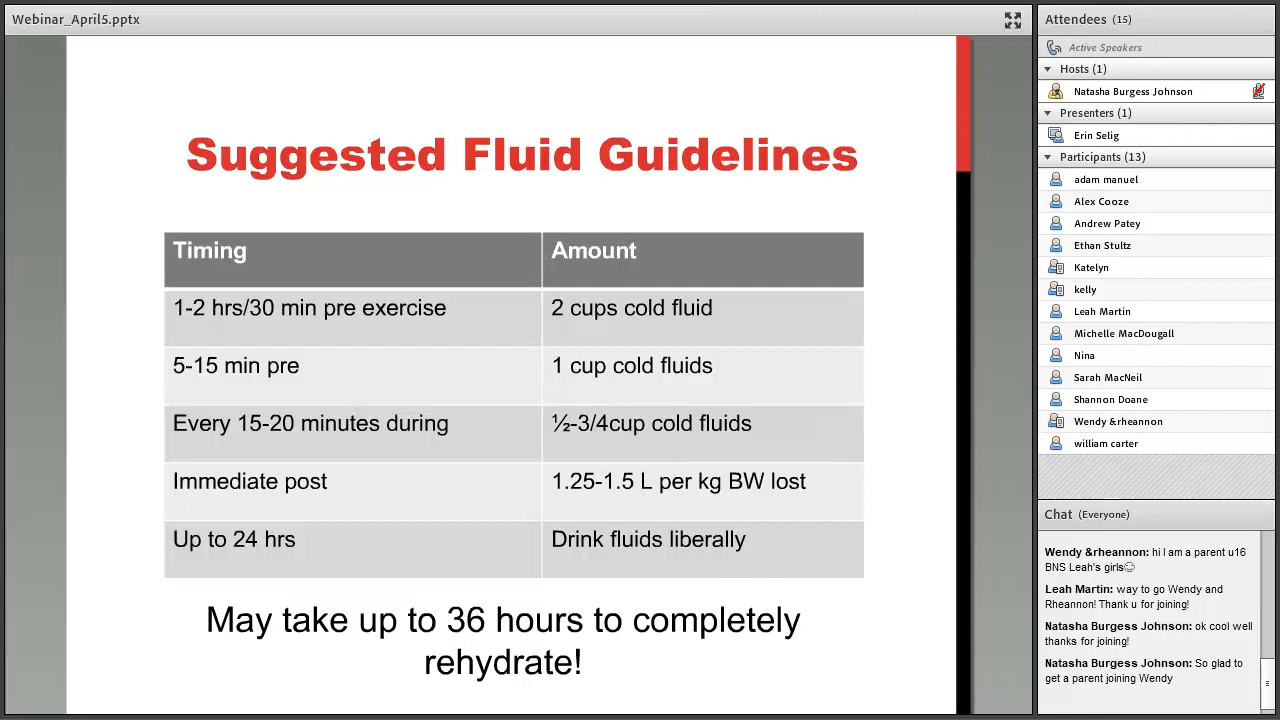 Webinar_April5.pptx
Suggested Fluid Guidelines
Timing Amount
1-2 hrs/30 min pre exercise 2 cups cold fluid
5-15 min pre 1 cup cold fluids
Every 15-20 minutes during ½-3/4cup cold fluids
Immediate post 1.25-1.5 L per kg BW lost
Up to 24 hrs Drink fluids liberally
May take up to 36 hours to completely
rehydrate!
Attendees (15)
Active Speakers
Hosts (1)
Natasha Burgess Johnson
Presenters (1)
Erin Selig
Participants (13)
adam manuel
Alex Cooze
Andrew Patey
Ethan Stultz
Katelyn
kelly
Leah Martin
Michelle MacDougall
Nina
Sarah MacNeil
Shannon Doane
Wendy &rheannon
william carter
Chat (Everyone)
Wendy &rheannon: hi I am a parent u16
BNS Leah's girls☺
Leah Martin: way to go Wendy and
Rheannon! Thank u for joining!
Natasha Burgess Johnson: ok cool well
thanks for joining!
Natasha Burgess Johnson: So glad to
get a parent joining Wendy